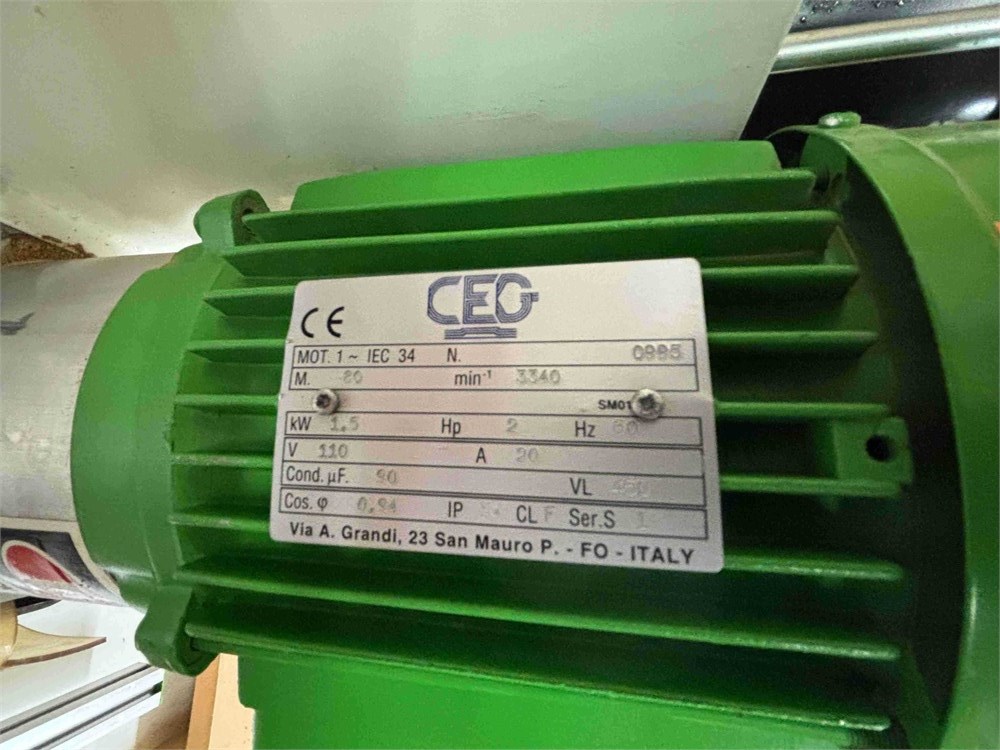 CE
CEG
MOT. 1 ~ IEC 34 N. 0995
M. 80 min⁻¹ 3340
SM01
kW 1.5 Hp 2 Hz 60
V 110 A 20
Cond. µF. 90 VL 450
Cos. φ 0,94 IP CL F Ser.S 1
Via A. Grandi, 23 San Mauro P. - FO - ITALY